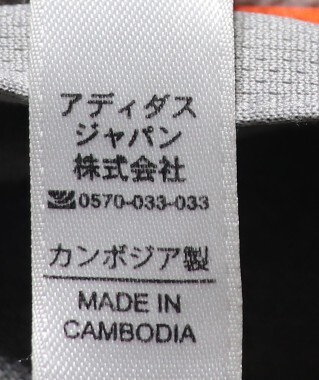 アディダス
ジャパン
株式会社
0570-033-033
カンボジア製
MADE IN
CAMBODIA